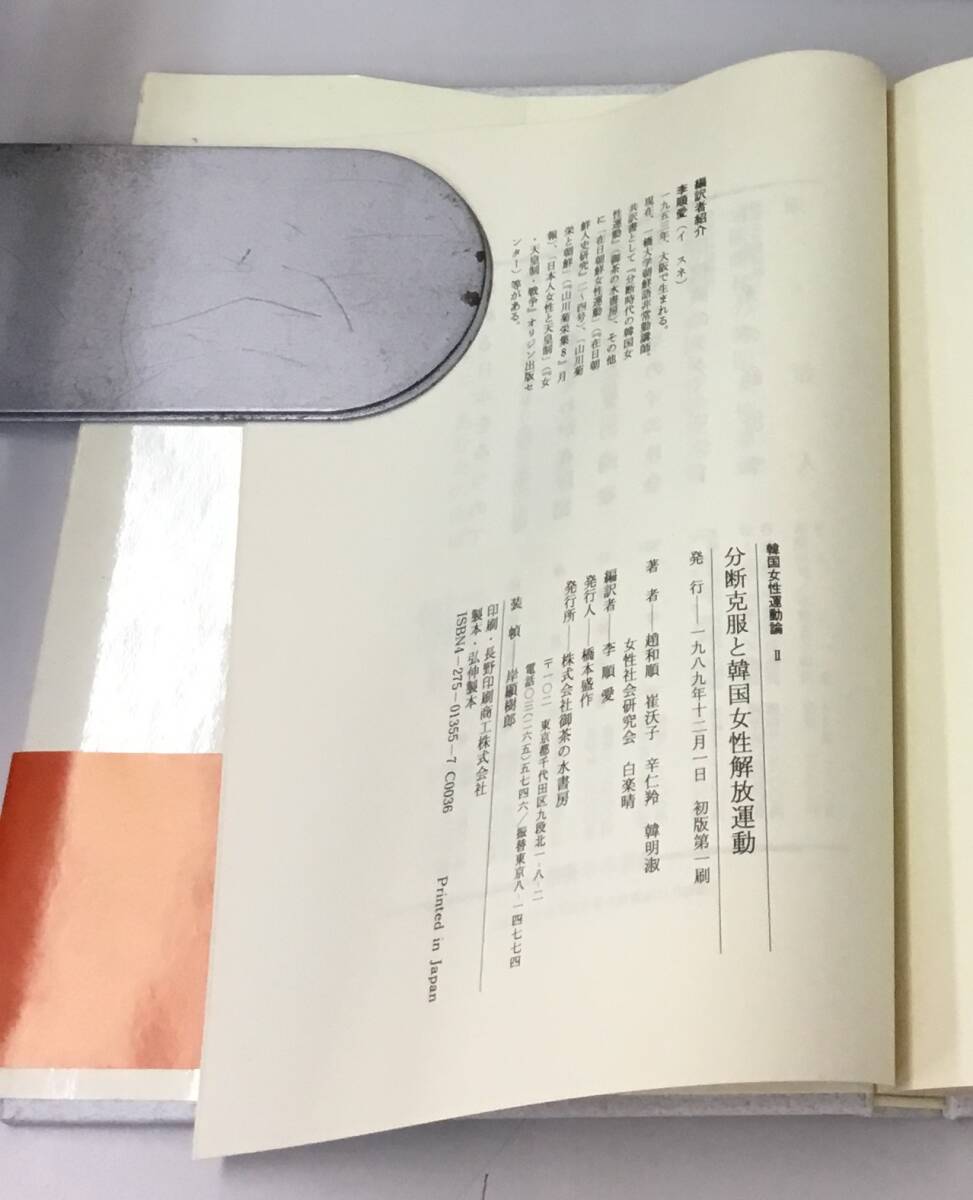 編訳者紹介
李順愛(イ スネ)
一九五三年、大阪で生まれる。
現在、一橋大学朝鮮語非常勤講師。
共訳書として『分断時代の韓国女
性運動』(御茶の水書房)、その他
に「在日朝鮮女性運動」(『在日朝
鮮人史研究』二〜四号)、「山川菊
栄と朝鮮」(『山川菊栄集8』月
報)、「日本人女性と天皇制」(『女
・天皇制・戦争』オリジン出版セ
ンター)等がある。
韓国女性運動論 Ⅱ
分断克服と韓国女性解放運動
発 行―一九八九年十二月一日 初版第一刷
著 者―趙和順 崔沃子 辛仁羚 韓明淑
女性社会研究会 白楽晴
編訳者―李 順 愛
発行人―橋本盛作
発行所―株式会社御茶の水書房
〒一〇二 東京都千代田区九段北一-八-二
電話〇三(二六五)五七四六/振替東京八-一四七七四
装 幀―岸顯樹郎
印刷・長野印刷商工株式会社
製本・弘伸製本
ISBN4-275-01355-7 C0036
Printed in Japan